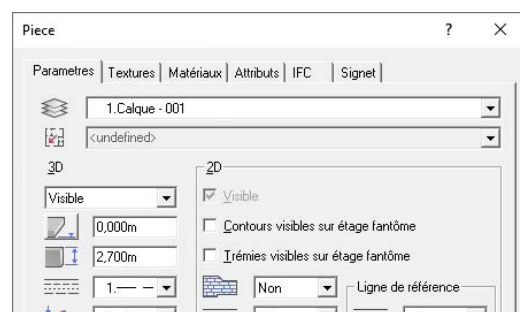 Piece ? ×
Parametres Textures Matériaux Attributs IFC Signet
1.Calque - 001
<undefined>
3D 2D
Visible Visible
0,000m Contours visibles sur étage fantôme
2,700m Trémies visibles sur étage fantôme
1. Non Ligne de référence